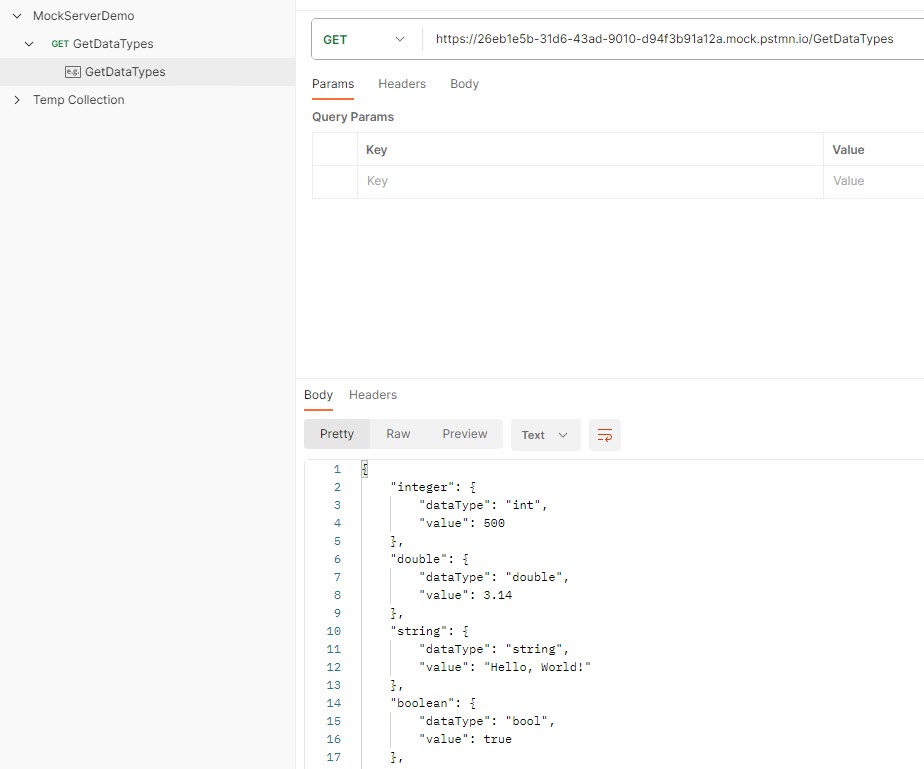 MockServerDemo
GET GetDataTypes
e.g. GetDataTypes
Temp Collection
GET https://26eb1e5b-31d6-43ad-9010-d94f3b91a12a.mock.pstmn.io/GetDataTypes
Params Headers Body
Query Params
Key Value
Key Value
Body Headers
Pretty Raw Preview Text
1 {
2 "integer": {
3 "dataType": "int",
4 "value": 500
5 },
6 "double": {
7 "dataType": "double",
8 "value": 3.14
9 },
10 "string": {
11 "dataType": "string",
12 "value": "Hello, World!"
13 },
14 "boolean": {
15 "dataType": "bool",
16 "value": true
17 },